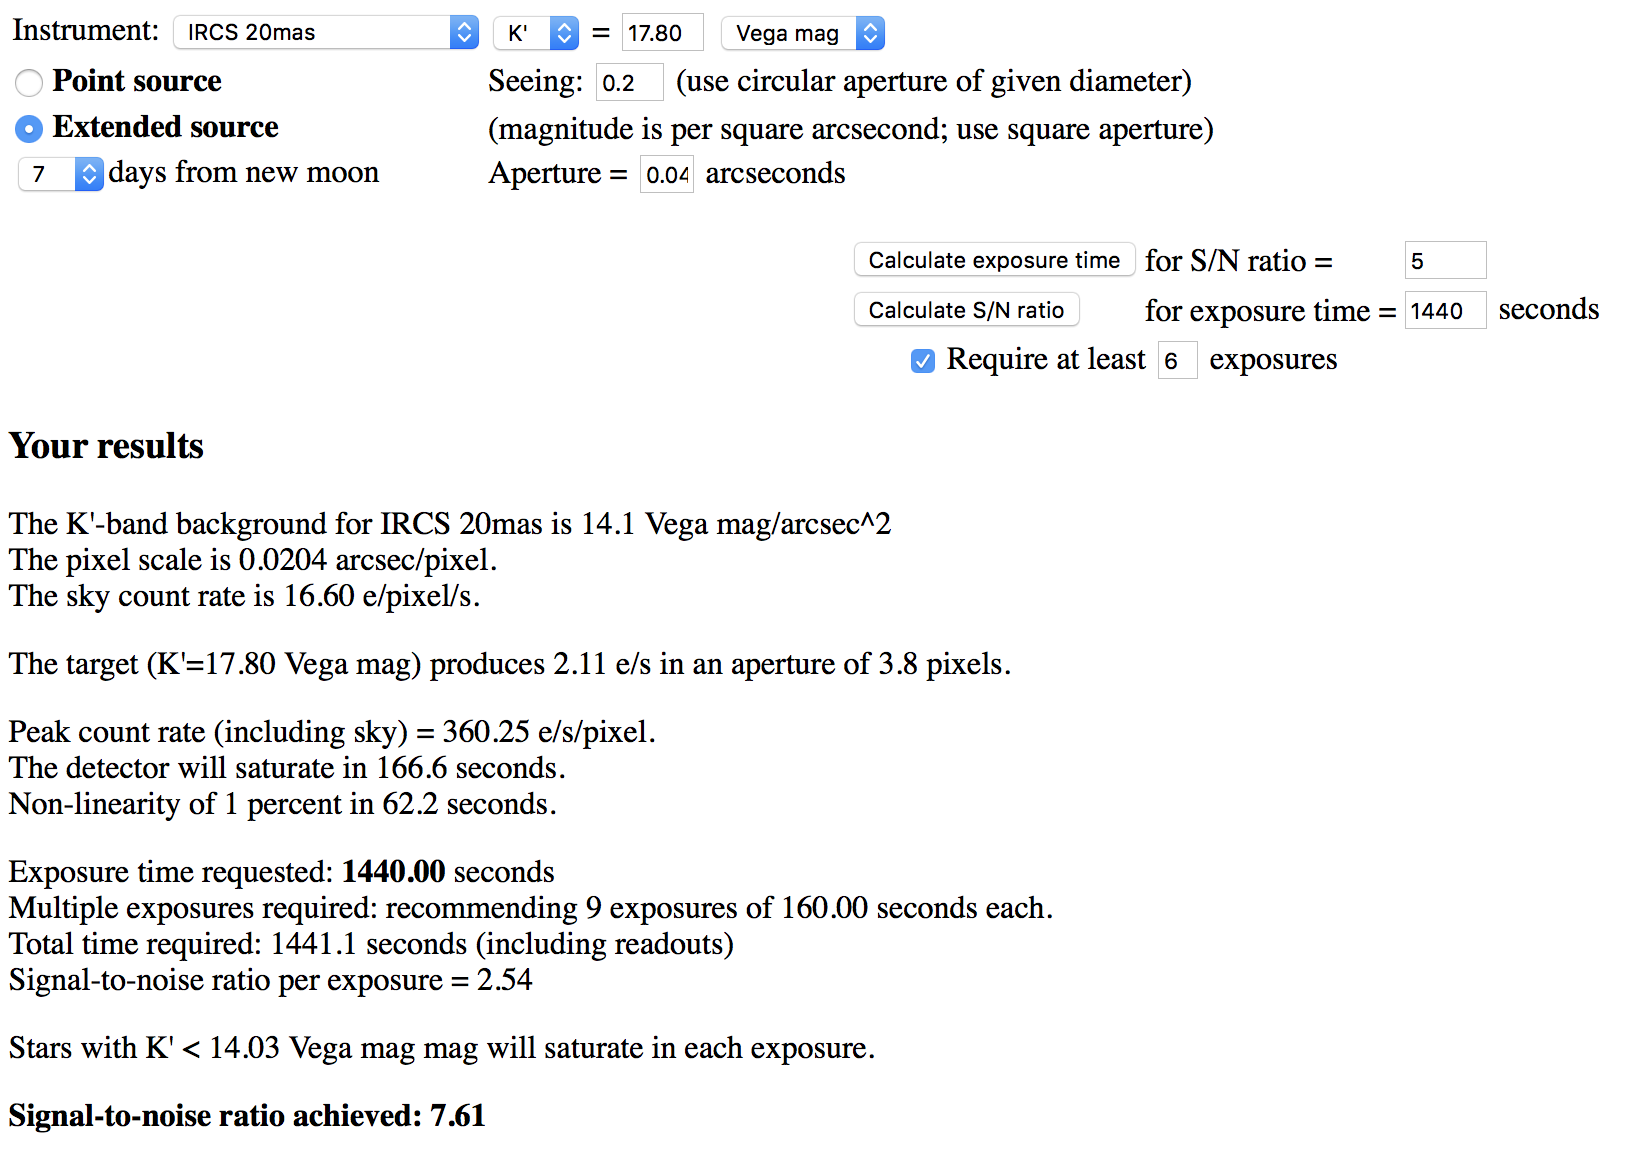 Instrument: IRCS 20mas K' = 17.80 Vega mag
Point source Seeing: 0.2 (use circular aperture of given diameter)
Extended source (magnitude is per square arcsecond; use square aperture)
7 days from new moon Aperture = 0.04 arcseconds
Calculate exposure time for S/N ratio = 5
Calculate S/N ratio for exposure time = 1440 seconds
Require at least 6 exposures
Your results
The K'-band background for IRCS 20mas is 14.1 Vega mag/arcsec^2
The pixel scale is 0.0204 arcsec/pixel.
The sky count rate is 16.60 e/pixel/s.
The target (K'=17.80 Vega mag) produces 2.11 e/s in an aperture of 3.8 pixels.
Peak count rate (including sky) = 360.25 e/s/pixel.
The detector will saturate in 166.6 seconds.
Non-linearity of 1 percent in 62.2 seconds.
Exposure time requested: 1440.00 seconds
Multiple exposures required: recommending 9 exposures of 160.00 seconds each.
Total time required: 1441.1 seconds (including readouts)
Signal-to-noise ratio per exposure = 2.54
Stars with K' < 14.03 Vega mag mag will saturate in each exposure.
Signal-to-noise ratio achieved: 7.61